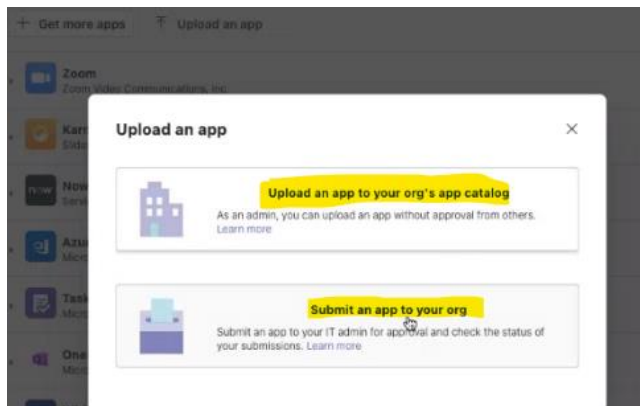 + Get more apps Upload an app
Zoom
Zoom Video Communications, Inc.
Upload an app
Upload an app to your org's app catalog
As an admin, you can upload an app without approval from others.
Learn more
Submit an app to your org
Submit an app to your IT admin for approval and check the status of
your submissions. Learn more
Now
Task
One